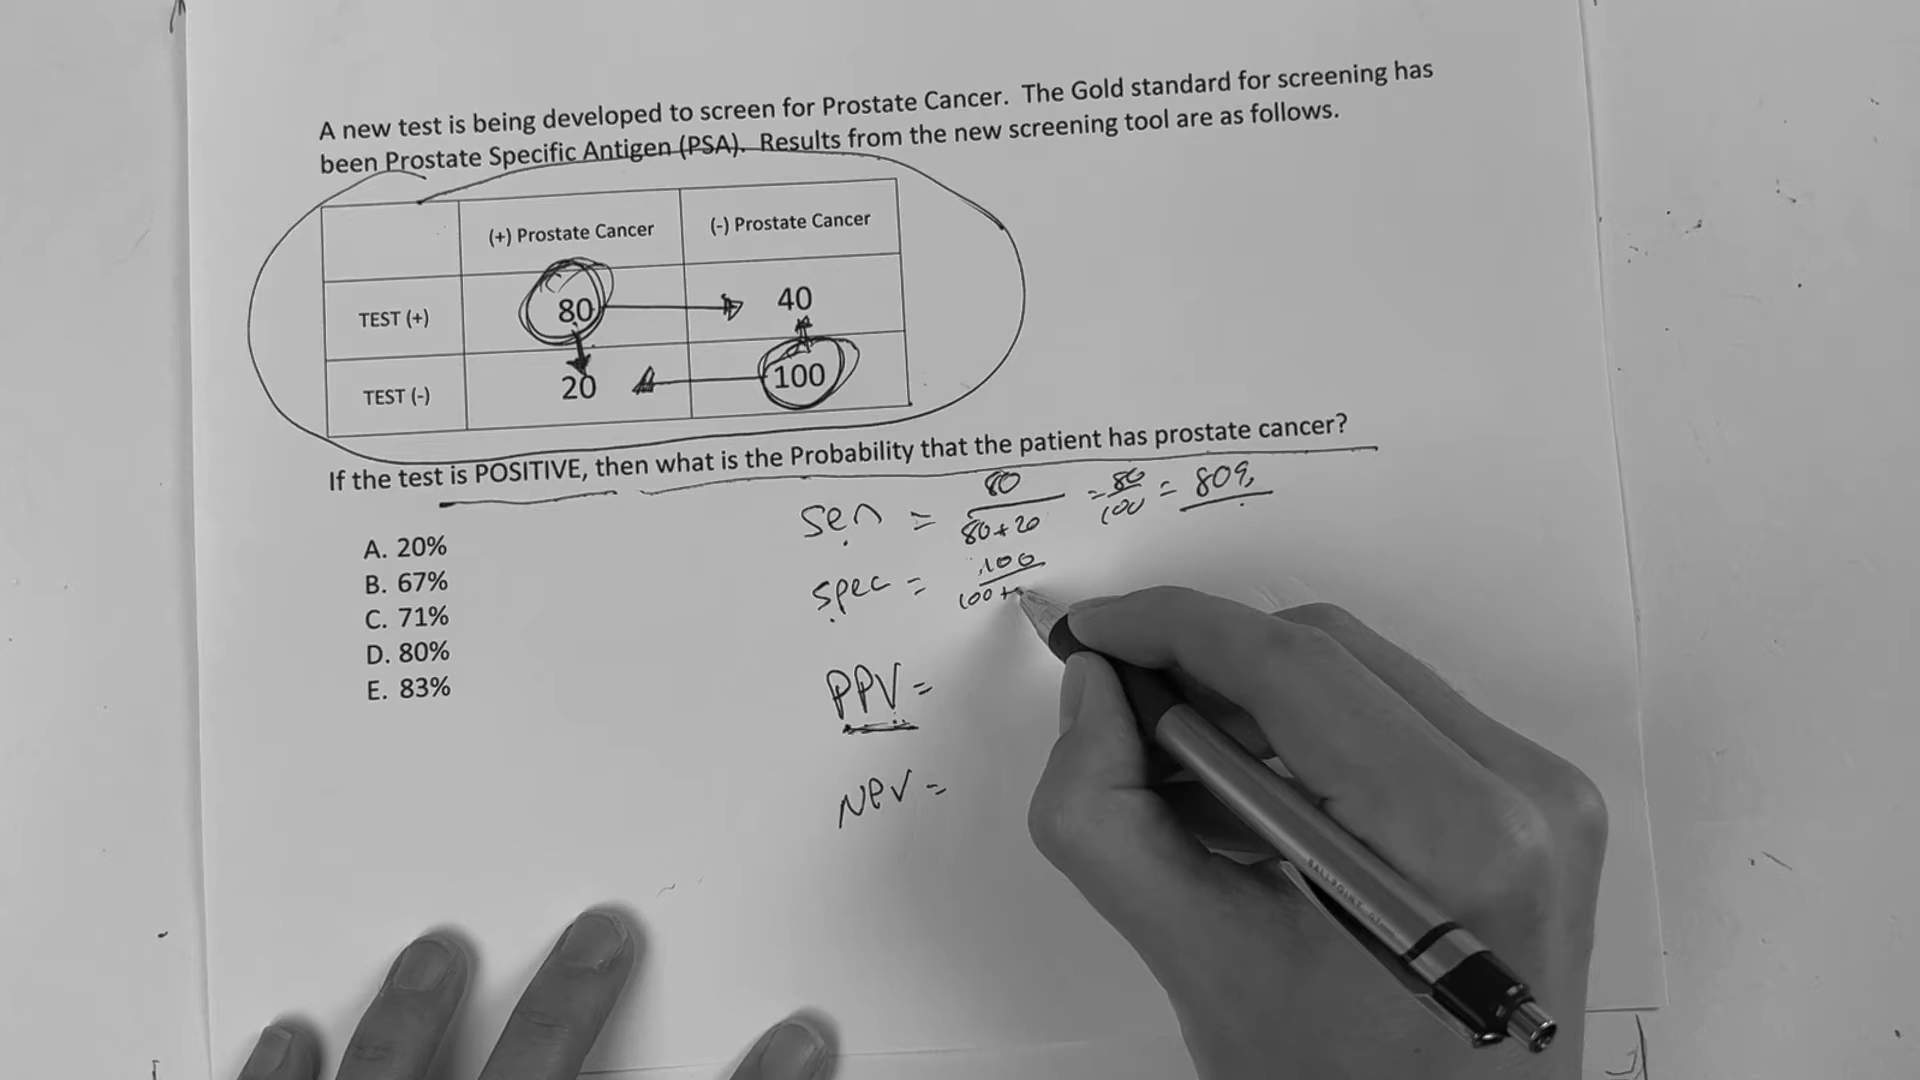 A new test is being developed to screen for Prostate Cancer. The Gold standard for screening has
been Prostate Specific Antigen (PSA). Results from the new screening tool are as follows.
(+) Prostate Cancer (-) Prostate Cancer
TEST (+) 80 40
TEST (-) 20 100
If the test is POSITIVE, then what is the Probability that the patient has prostate cancer?
A. 20%
B. 67%
C. 71%
D. 80%
E. 83%
sen = 80 / 80+20 = 80/100 = 80%
spec = 100 / 100+
PPV =
NPV =
BALLPOINT